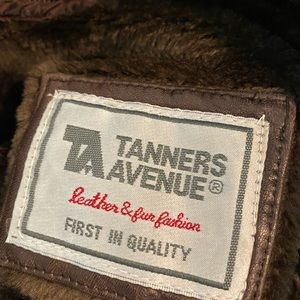 TA TANNERS
AVENUE®
leather & fur fashion
FIRST IN QUALITY